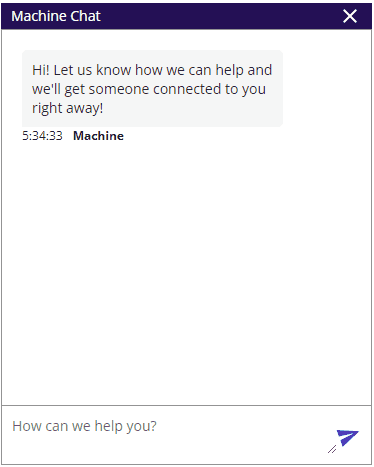 Machine Chat
Hi! Let us know how we can help and
we'll get someone connected to you
right away!
5:34:33 Machine
How can we help you?